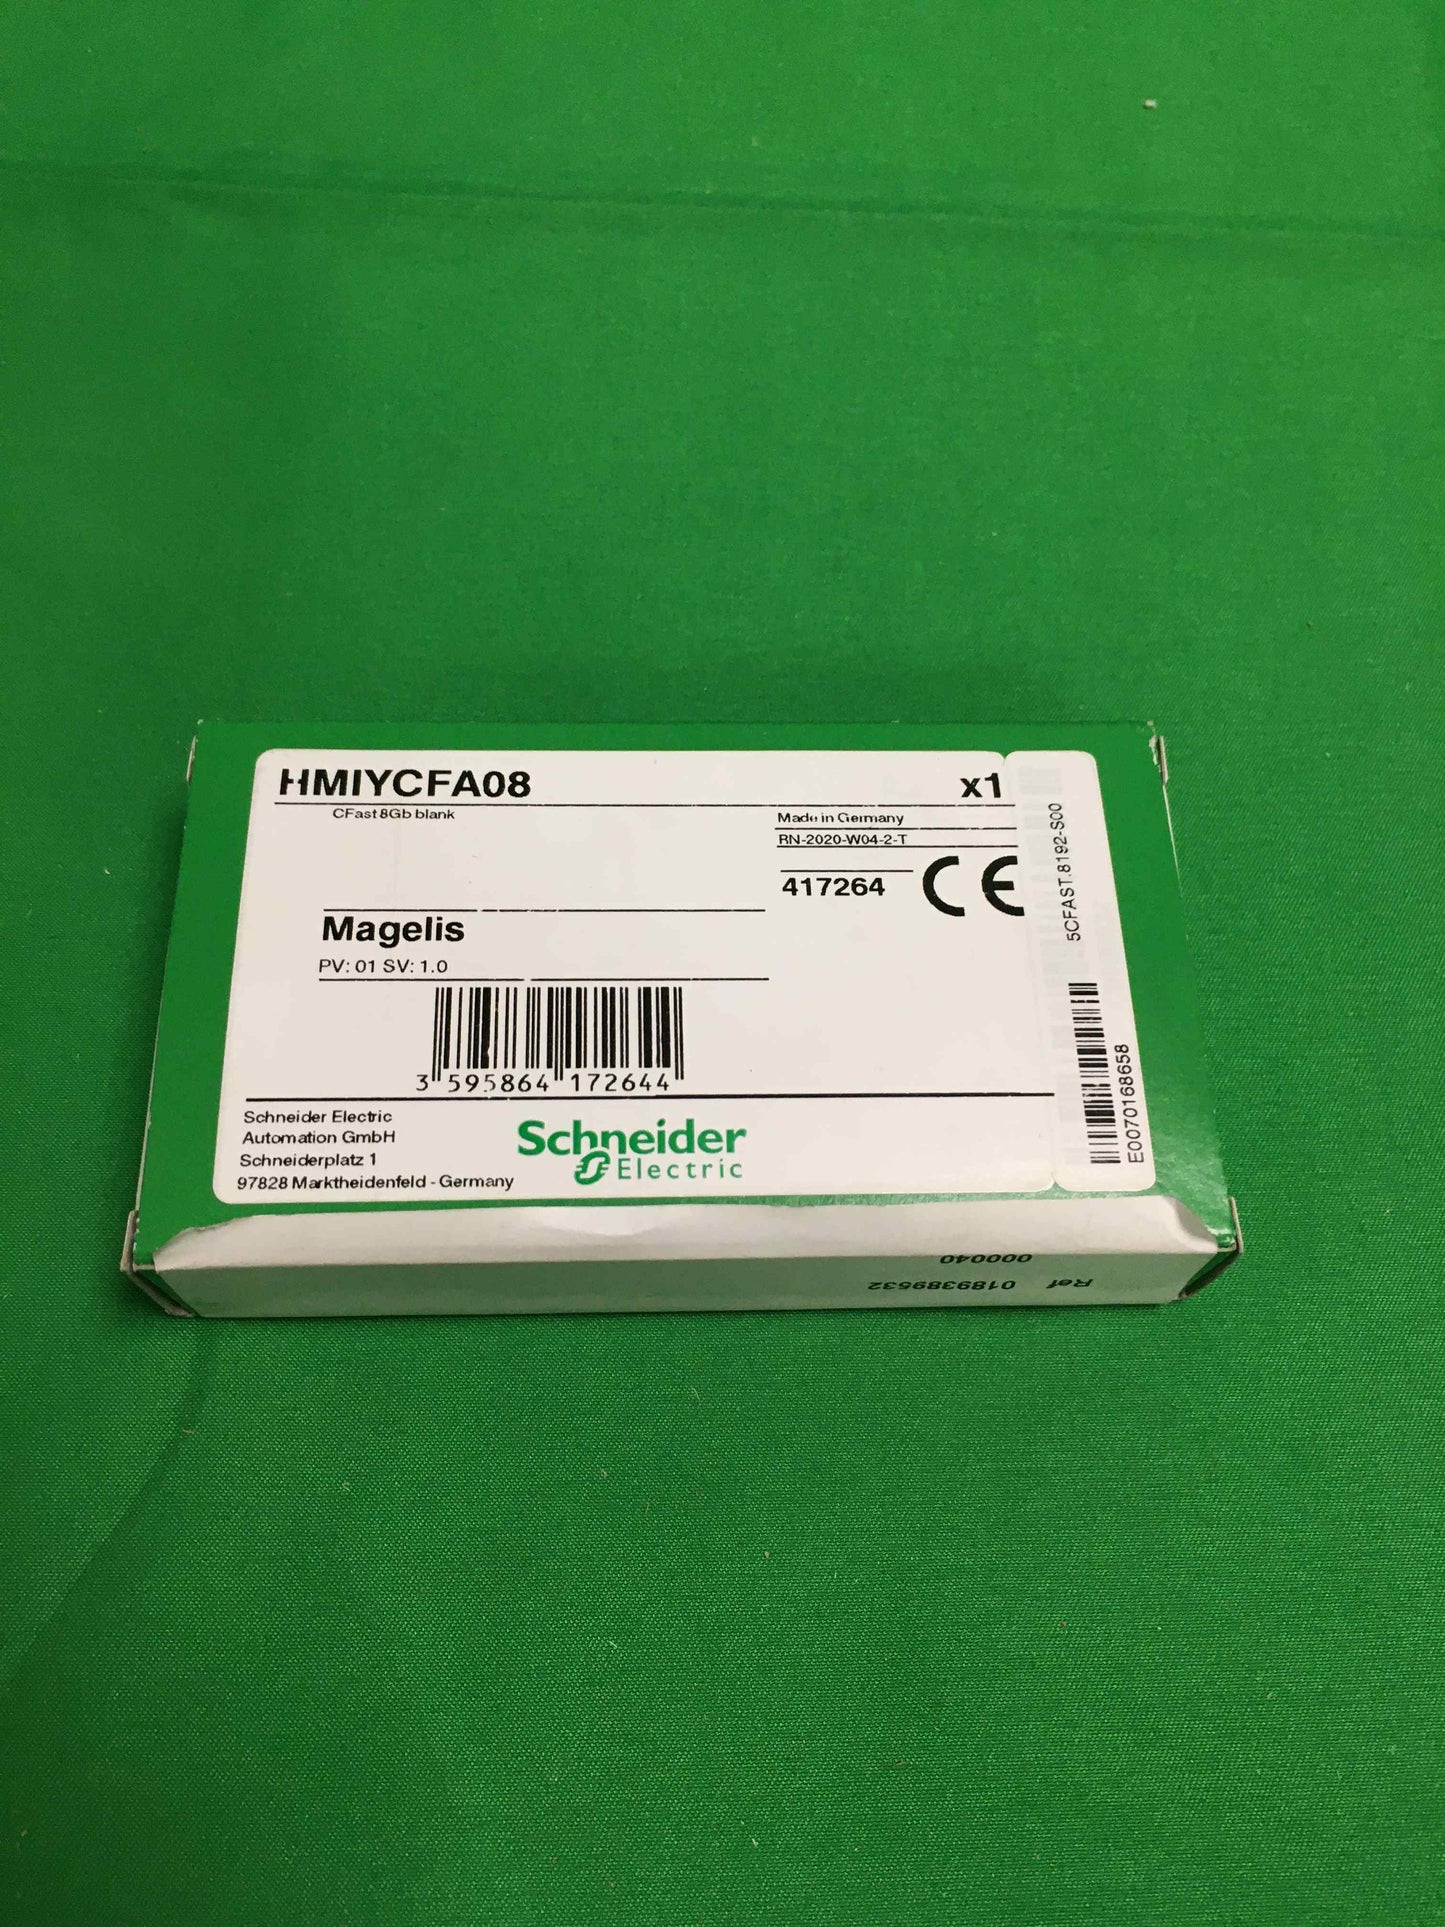 HMIYCFA08 x1
CFast 8Gb blank
Made in Germany
RN-2020-W04-2-T
417264 CE
Magelis
PV: 01 SV: 1.0
3 595864 172644
Schneider Electric
Automation GmbH
Schneiderplatz 1
97828 Marktheidenfeld - Germany
Schneider
Electric
5CFAST.8192-S00
E0070168658
Ref 0189389532
000040